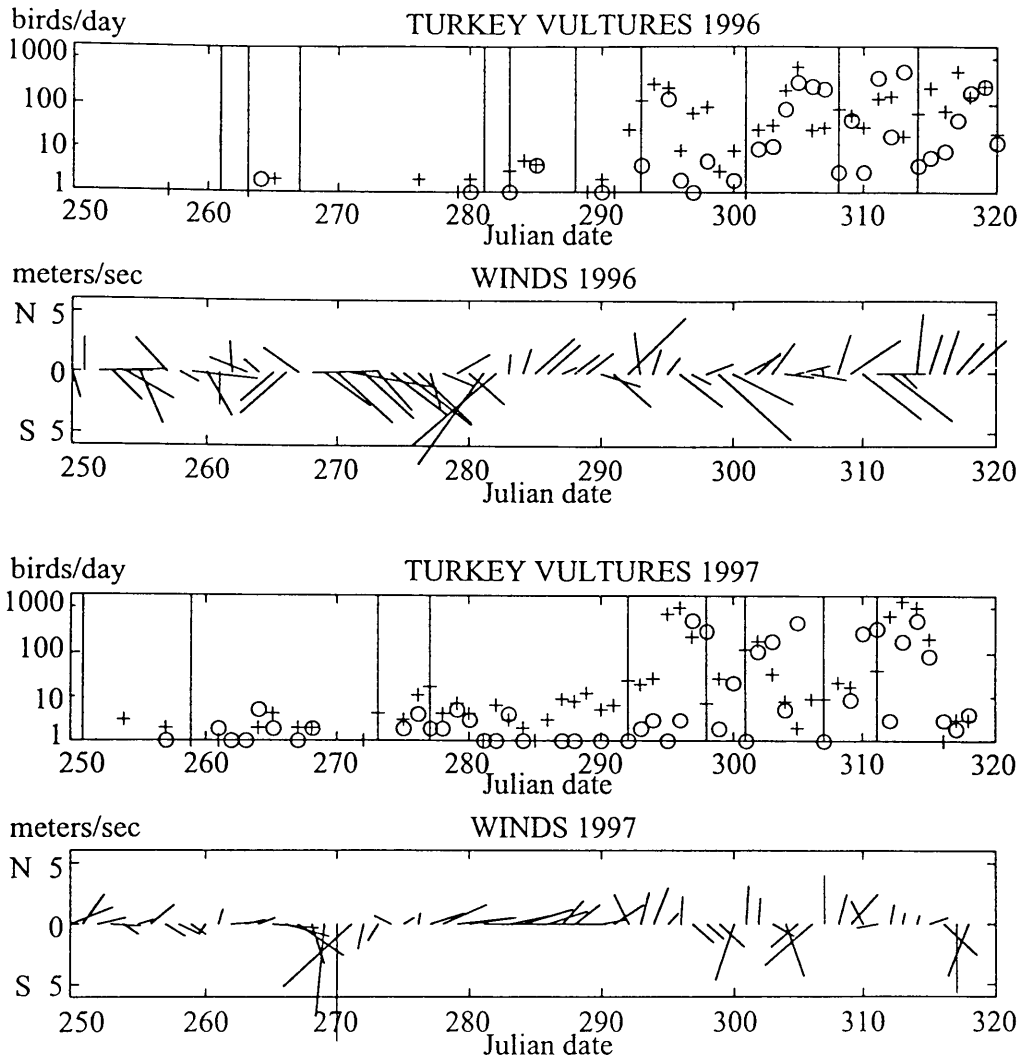 birds/day TURKEY VULTURES 1996
1000
100
10
1
250 260 270 280 290 300 310 320
Julian date
meters/sec WINDS 1996
N 5
0
S 5
250 260 270 280 290 300 310 320
Julian date
birds/day TURKEY VULTURES 1997
1000
100
10
1
250 260 270 280 290 300 310 320
Julian date
meters/sec WINDS 1997
N 5
0
S 5
250 260 270 280 290 300 310 320
Julian date